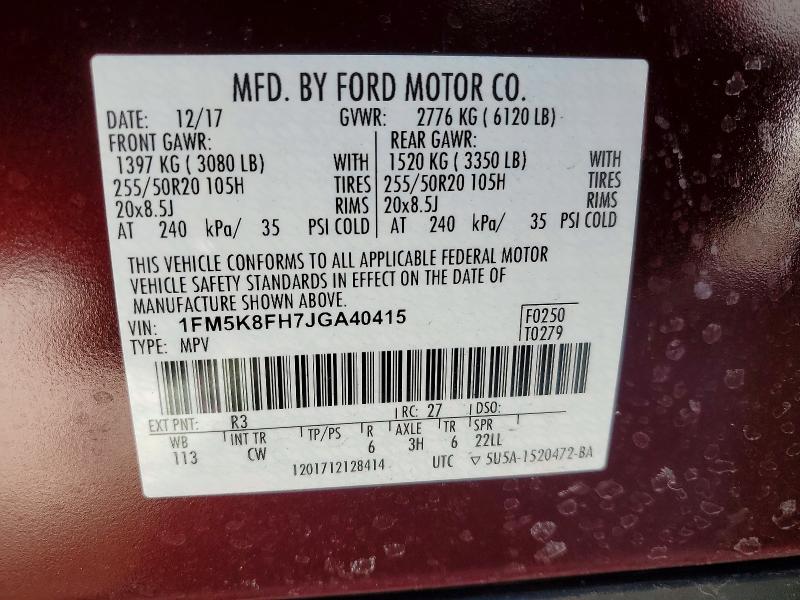 MFD. BY FORD MOTOR CO.
DATE: 12/17 GVWR: 2776 KG ( 6120 LB)
FRONT GAWR: REAR GAWR:
1397 KG ( 3080 LB) WITH 1520 KG ( 3350 LB) WITH
255/50R20 105H TIRES 255/50R20 105H TIRES
20x8.5J RIMS 20x8.5J RIMS
AT 240 kPa/ 35 PSI COLD AT 240 kPa/ 35 PSI COLD
THIS VEHICLE CONFORMS TO ALL APPLICABLE FEDERAL MOTOR
VEHICLE SAFETY STANDARDS IN EFFECT ON THE DATE OF
MANUFACTURE SHOWN ABOVE.
VIN: 1FM5K8FH7JGA40415 F0250
TYPE: MPV T0279
EXT PNT: R3 RC: 27 DSO:
WB INT TR TP/PS R AXLE TR SPR
113 CW 6 3H 6 22LL
1201712128414 UTC ▽ 5U5A-1520472-BA